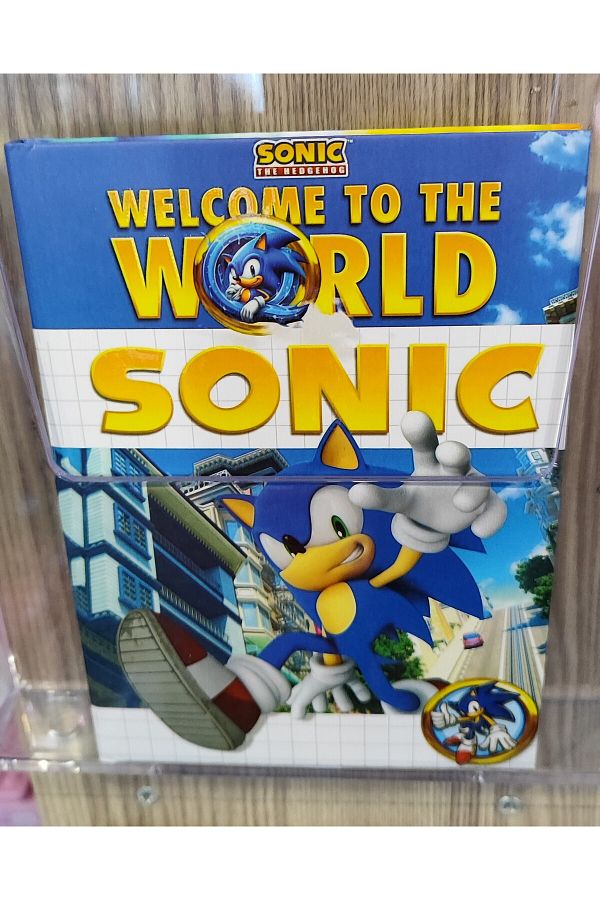 SONIC
THE HEDGEHOG
WELCOME TO THE
WORLD
SONIC